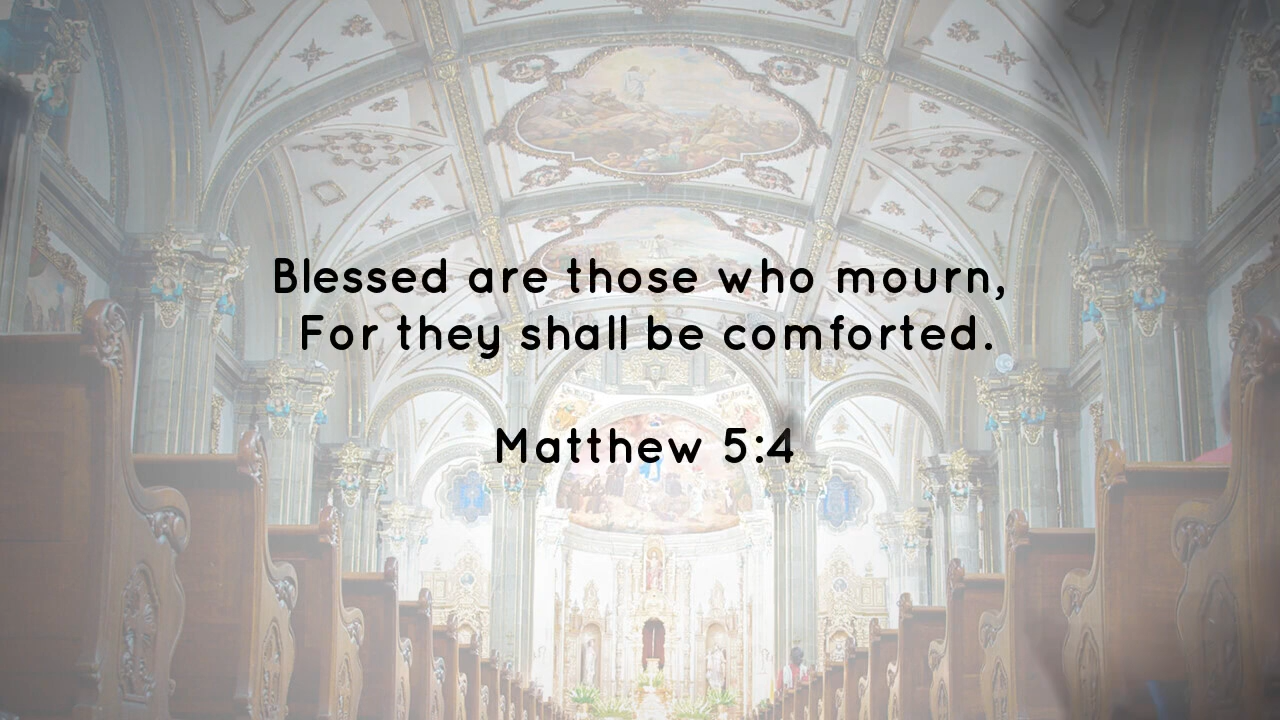 Blessed are those who mourn,
For they shall be comforted.
Matthew 5:4